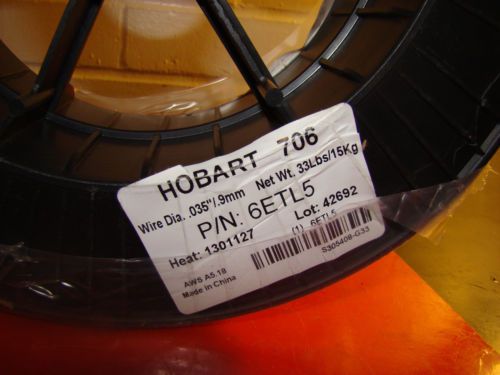 HOBART 706
Wire Dia. .035"/.9mm Net Wt. 33Lbs/15Kg
P/N: 6ETL5
Heat: 1301127 Lot: 42692
(1) 6ETL5
AWS A5.18
Made in China
S305408-G33